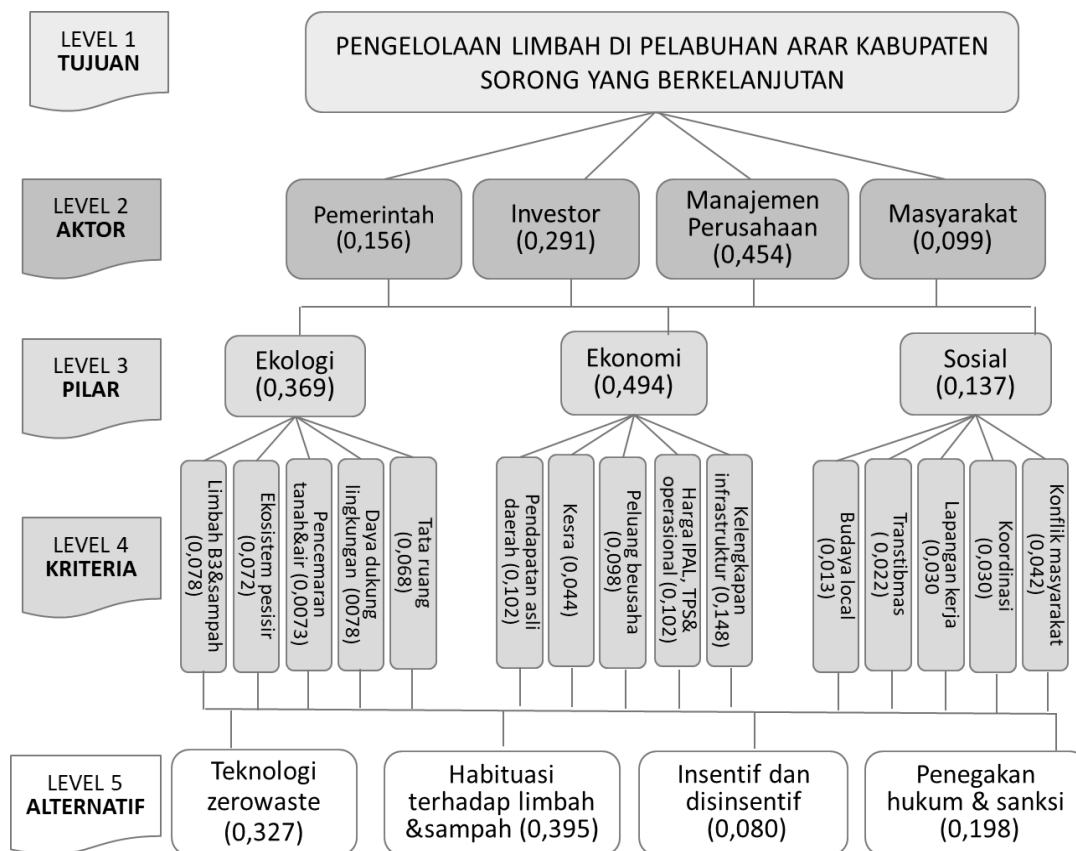 LEVEL 1
TUJUAN
PENGELOLAAN LIMBAH DI PELABUHAN ARAR KABUPATEN
SORONG YANG BERKELANJUTAN
LEVEL 2
AKTOR
Pemerintah
(0,156)
Investor
(0,291)
Manajemen
Perusahaan
(0,454)
Masyarakat
(0,099)
LEVEL 3
PILAR
Ekologi
(0,369)
Ekonomi
(0,494)
Sosial
(0,137)
LEVEL 4
KRITERIA
Limbah B3&sampah
(0,078)
Ekosistem pesisir
(0,072)
Pencemaran
tanah&air (0,0073)
Daya dukung
lingkungan (0078)
Tata ruang
(0,068)
Pendapatan asli
daerah (0,102)
Kesra (0,044)
Peluang beusaha
(0,098)
Harga IPAL, TPS&
operasional (0,102)
Kelengkapan
infrastruktur (0,148)
Budaya local
(0,013)
Transtibmas
( 0,022)
Lapangan kerja
(0,030
Koordinasi
(0,030)
Konflik masyarakat
(0,042)
LEVEL 5
ALTERNATIF
Teknologi
zerowaste
(0,327)
Habituasi
terhadap limbah
&sampah (0,395)
Insentif dan
disinsentif
(0,080)
Penegakan
hukum & sanksi
(0,198)